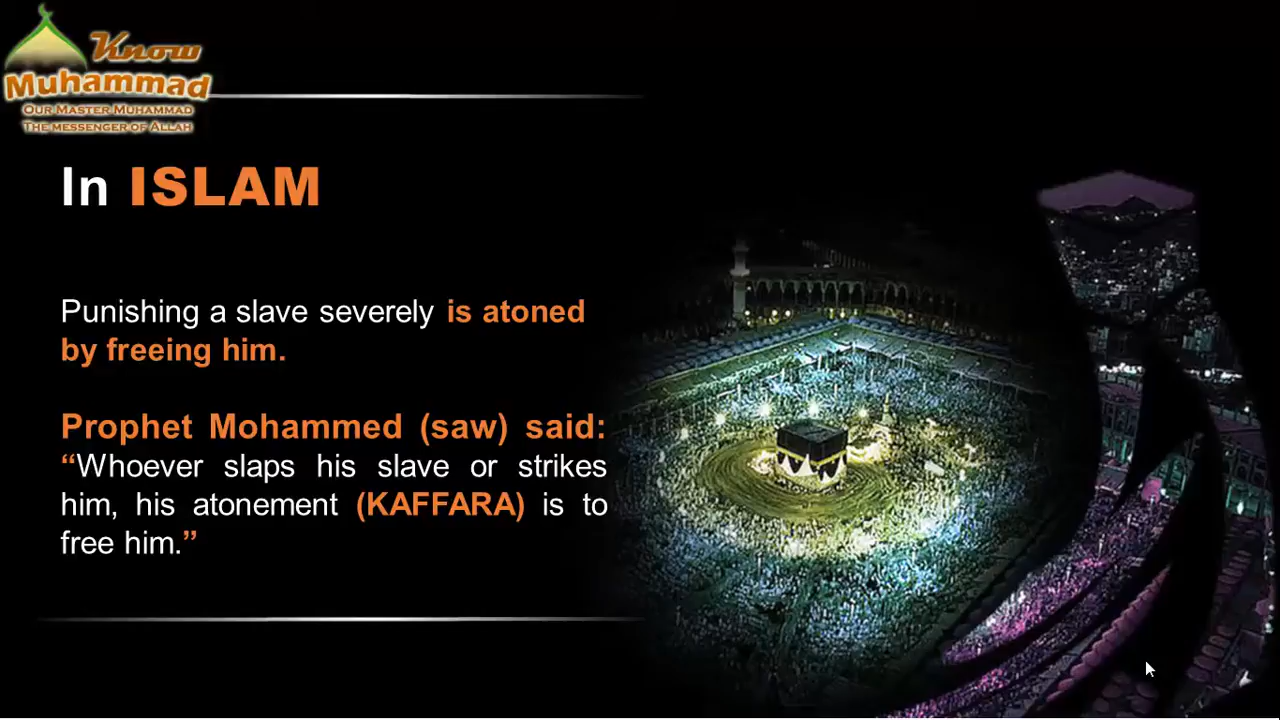 Know
Muhammad
Our Master Muhammad
The messenger of Allah
In ISLAM
Punishing a slave severely is atoned
by freeing him.
Prophet Mohammed (saw) said:
“Whoever slaps his slave or strikes
him, his atonement (KAFFARA) is to
free him.”